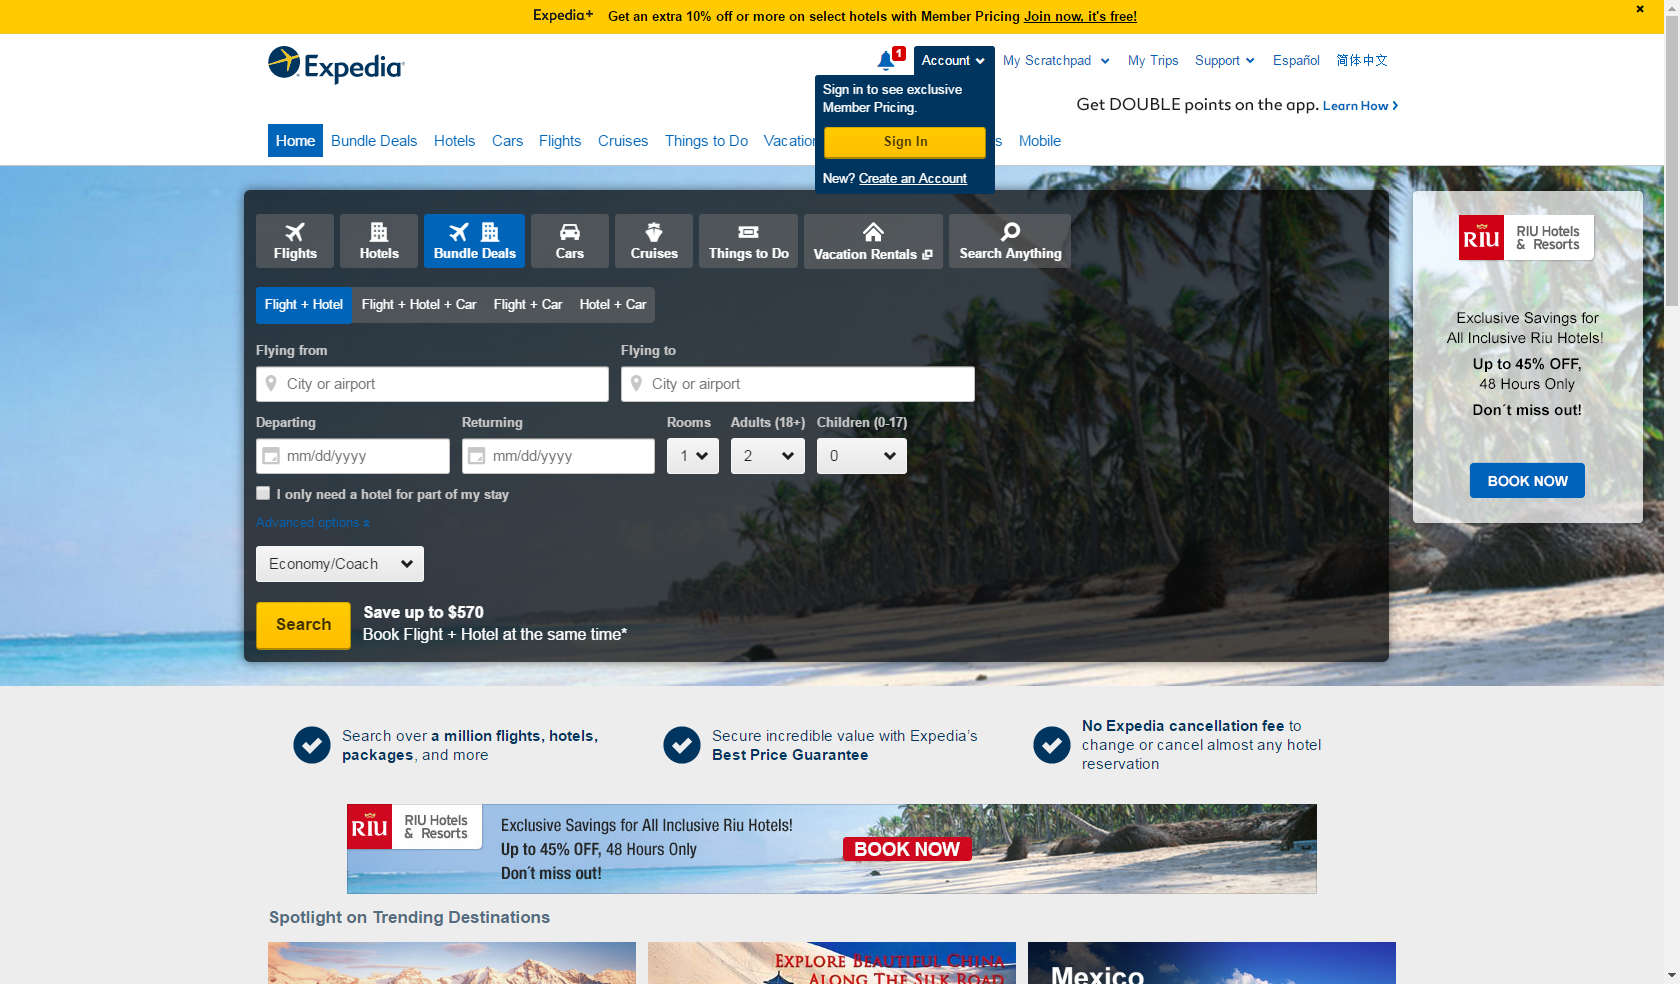 Expedia+ Get an extra 10% off or more on select hotels with Member Pricing Join now, it's free!
Expedia
1
Account
My Scratchpad
My Trips
Support
Español
简体中文
Sign in to see exclusive
Member Pricing.
Sign In
New? Create an Account
Get DOUBLE points on the app. Learn How
Home
Bundle Deals
Hotels
Cars
Flights
Cruises
Things to Do
Mobile
Flights
Hotels
Bundle Deals
Cars
Cruises
Things to Do
Vacation Rentals
Search Anything
Flight + Hotel
Flight + Hotel + Car
Flight + Car
Hotel + Car
Flying from
Flying to
City or airport
City or airport
Departing
Returning
Rooms
Adults (18+)
Children (0-17)
mm/dd/yyyy
mm/dd/yyyy
1
2
0
I only need a hotel for part of my stay
Advanced options
Economy/Coach
Search
Save up to $570
Book Flight + Hotel at the same time*
RIU
RIU Hotels
& Resorts
Exclusive Savings for
All Inclusive Riu Hotels!
Up to 45% OFF,
48 Hours Only
Don´t miss out!
BOOK NOW
Search over a million flights, hotels,
packages, and more
Secure incredible value with Expedia's
Best Price Guarantee
No Expedia cancellation fee to
change or cancel almost any hotel
reservation
RIU
RIU Hotels
& Resorts
Exclusive Savings for All Inclusive Riu Hotels!
Up to 45% OFF, 48 Hours Only
Don´t miss out!
BOOK NOW
Spotlight on Trending Destinations
EXPLORE BEAUTIFUL CHINA
ALONG THE SILK ROAD
Mexico